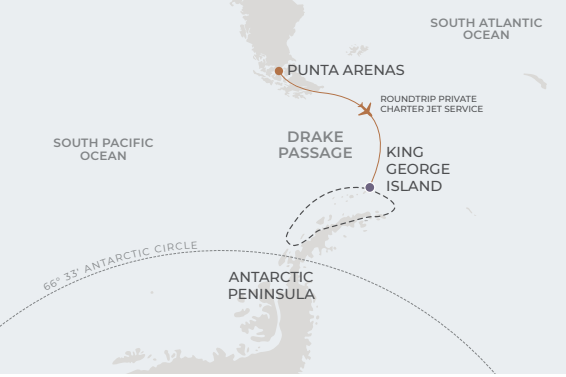 SOUTH ATLANTIC
OCEAN
PUNTA ARENAS
ROUNDTRIP PRIVATE
CHARTER JET SERVICE
SOUTH PACIFIC
OCEAN
DRAKE
PASSAGE
KING
GEORGE
ISLAND
66° 33' ANTARCTIC CIRCLE
ANTARCTIC
PENINSULA